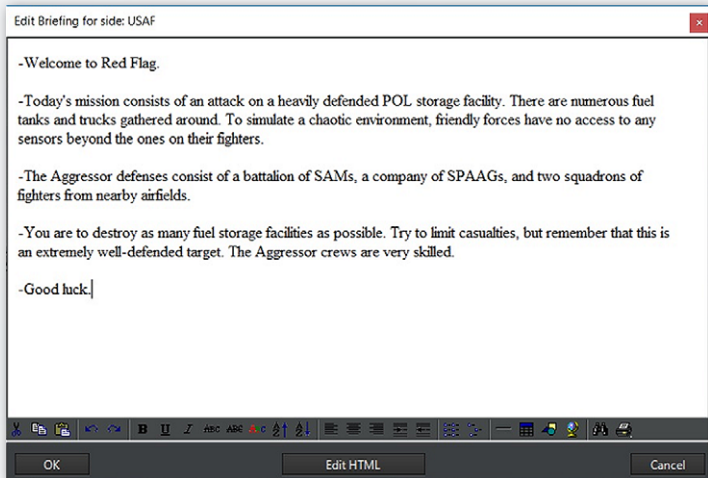 Edit Briefing for side: USAF
-Welcome to Red Flag.
-Today's mission consists of an attack on a heavily defended POL storage facility. There are numerous fuel
tanks and trucks gathered around. To simulate a chaotic environment, friendly forces have no access to any
sensors beyond the ones on their fighters.
-The Aggressor defenses consist of a battalion of SAMs, a company of SPAAGs, and two squadrons of
fighters from nearby airfields.
-You are to destroy as many fuel storage facilities as possible. Try to limit casualties, but remember that this is
an extremely well-defended target. The Aggressor crews are very skilled.
-Good luck.
B U I ABC ABC
OK Edit HTML Cancel